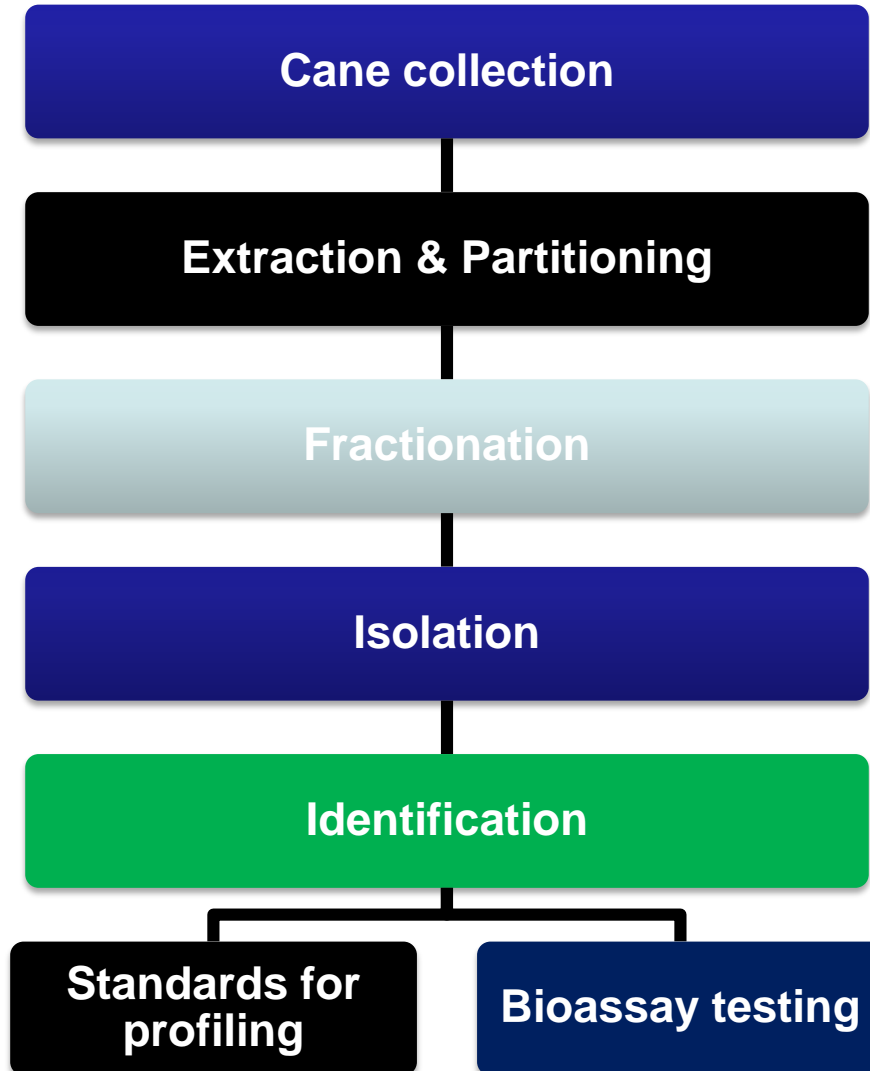 Cane collection
Extraction & Partitioning
Fractionation
Isolation
Identification
Standards for
profiling
Bioassay testing